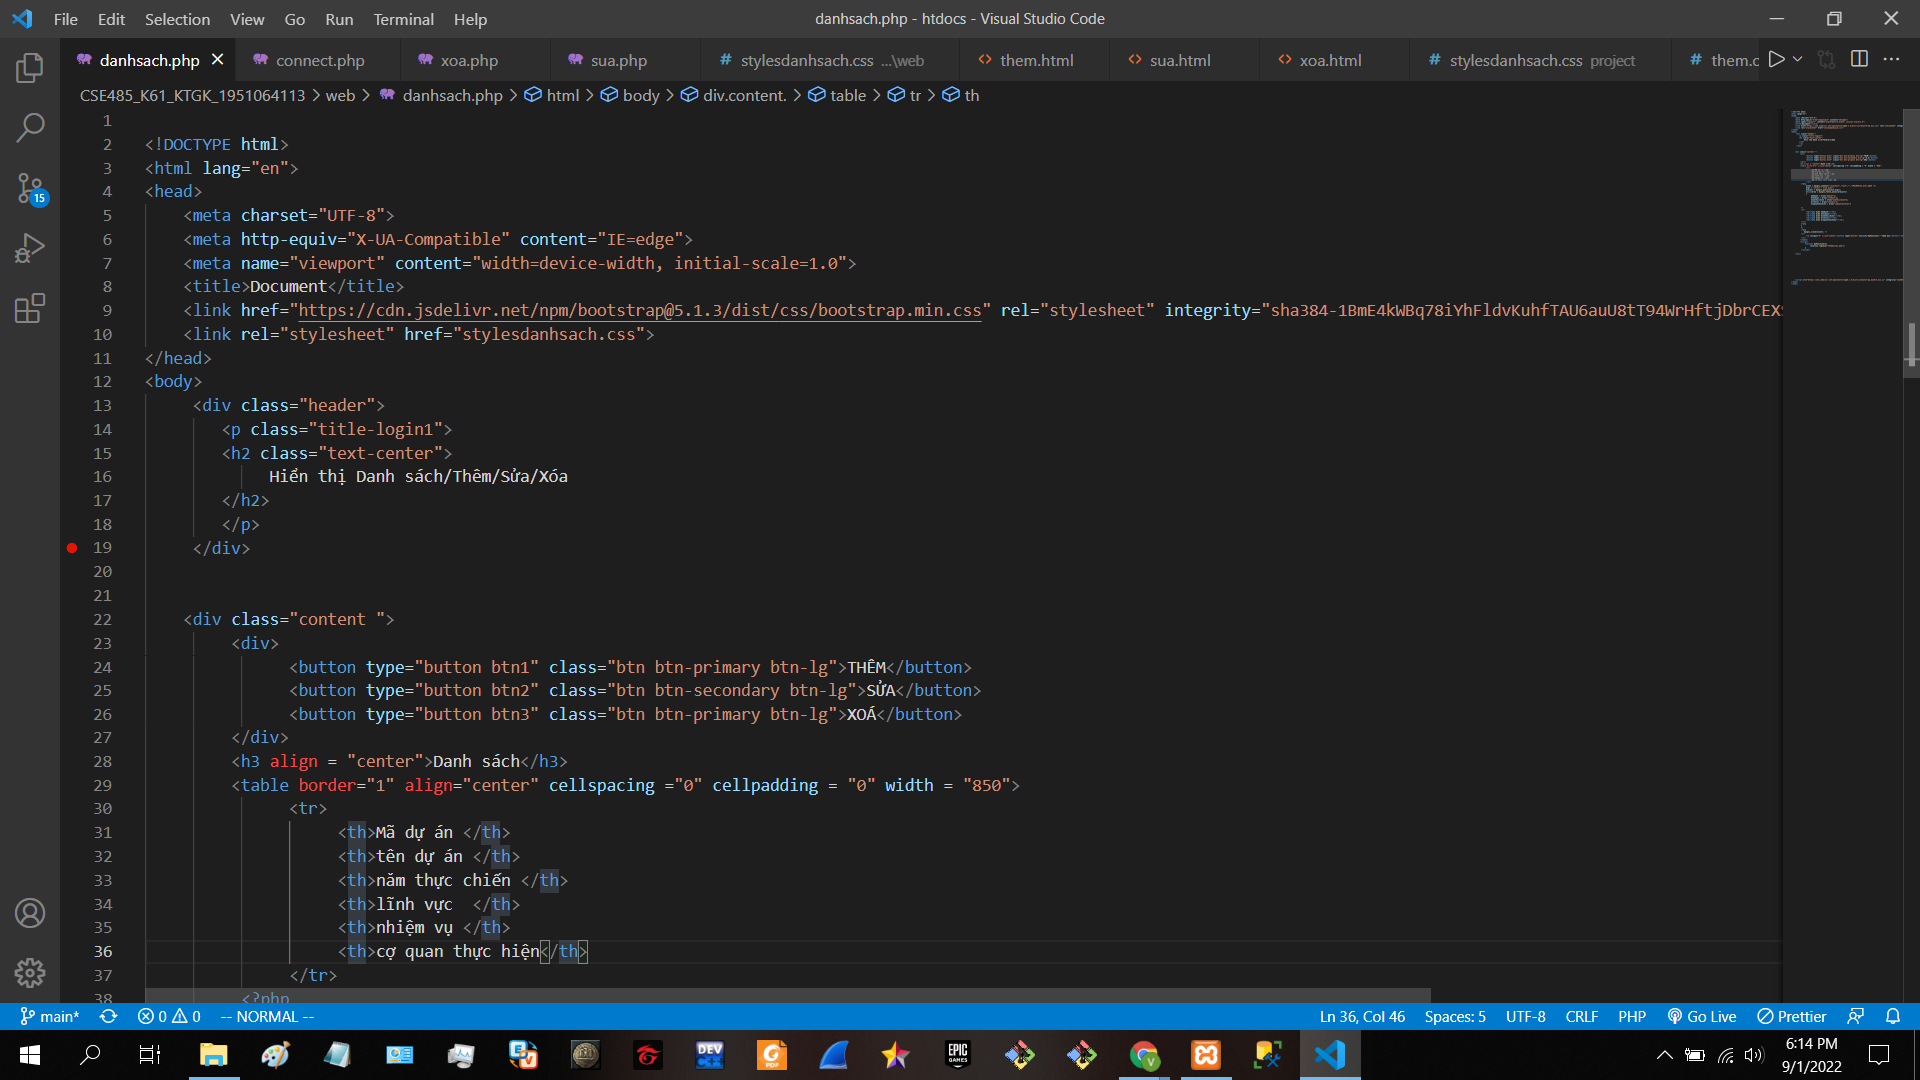 File Edit Selection View Go Run Terminal Help danhsach.php - htdocs - Visual Studio Code
danhsach.php connect.php xoa.php sua.php # stylesdanhsach.css ...\web <> them.html <> sua.html <> xoa.html # stylesdanhsach.css project # them.c
CSE485_K61_KTGK_1951064113 > web > danhsach.php > html > body > div.content. > table > tr > th
1
2 <!DOCTYPE html>
3 <html lang="en">
4 <head>
5 <meta charset="UTF-8">
6 <meta http-equiv="X-UA-Compatible" content="IE=edge">
7 <meta name="viewport" content="width=device-width, initial-scale=1.0">
8 <title>Document</title>
9 <link href="https://cdn.jsdelivr.net/npm/bootstrap@5.1.3/dist/css/bootstrap.min.css" rel="stylesheet" integrity="sha384-1BmE4kWBq78iYhFldvKuhfTAU6auU8tT94WrHftjDbrCEXS
10 <link rel="stylesheet" href="stylesdanhsach.css">
11 </head>
12 <body>
13 <div class="header">
14 <p class="title-login1">
15 <h2 class="text-center">
16 Hiển thị Danh sách/Thêm/Sửa/Xóa
17 </h2>
18 </p>
19 </div>
20
21
22 <div class="content ">
23 <div>
24 <button type="button btn1" class="btn btn-primary btn-lg">THÊM</button>
25 <button type="button btn2" class="btn btn-secondary btn-lg">SỬA</button>
26 <button type="button btn3" class="btn btn-primary btn-lg">XOÁ</button>
27 </div>
28 <h3 align = "center">Danh sách</h3>
29 <table border="1" align="center" cellspacing ="0" cellpadding = "0" width = "850">
30 <tr>
31 <th>Mã dự án </th>
32 <th>tên dự án </th>
33 <th>năm thực chiến </th>
34 <th>lĩnh vực  </th>
35 <th>nhiệm vụ </th>
36 <th>cợ quan thực hiện</th>
37 </tr>
38 <?php
15
main* 0 0 -- NORMAL -- Ln 36, Col 46 Spaces: 5 UTF-8 CRLF PHP Go Live Prettier
DEV C++ PDF EPIC GAMES V
6:14 PM
9/1/2022